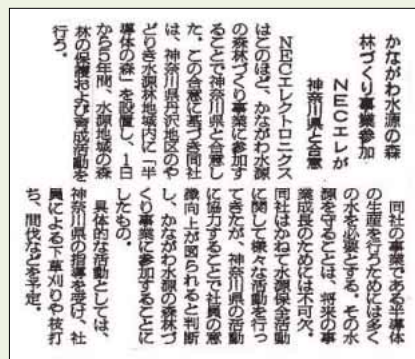 かながわ水源の森
林づくり事業参加
ＮＥＣエレが
神奈川県と合意
ＮＥＣエレクトロニクス
はこのほど、かながわ水源
の森林づくり事業に参加す
ることで神奈川県と合意し
た。この合意に基づき同社
は、神奈川県丹沢地区のや
どりき水源林地域内に「半
導体の森」を設置し、１日
から５年間、水源地域の森
林の保護および育成活動を
行う。
同社の事業である半導体
の生産を行うためには多く
の水を必要とする。その水
源を守ることは、将来の事
業成長のためには不可欠。
同社はかねて水源保全活動
に関して様々な活動を行っ
てきたが、神奈川県の活動
に協力することで社員の意
識向上が図られると判断
し、かながわ水源の森林づ
くり事業に参加することに
したもの。
具体的な活動としては、
神奈川県の指導を受け、社
員による下草刈りや枝打
ち、間伐などを予定。